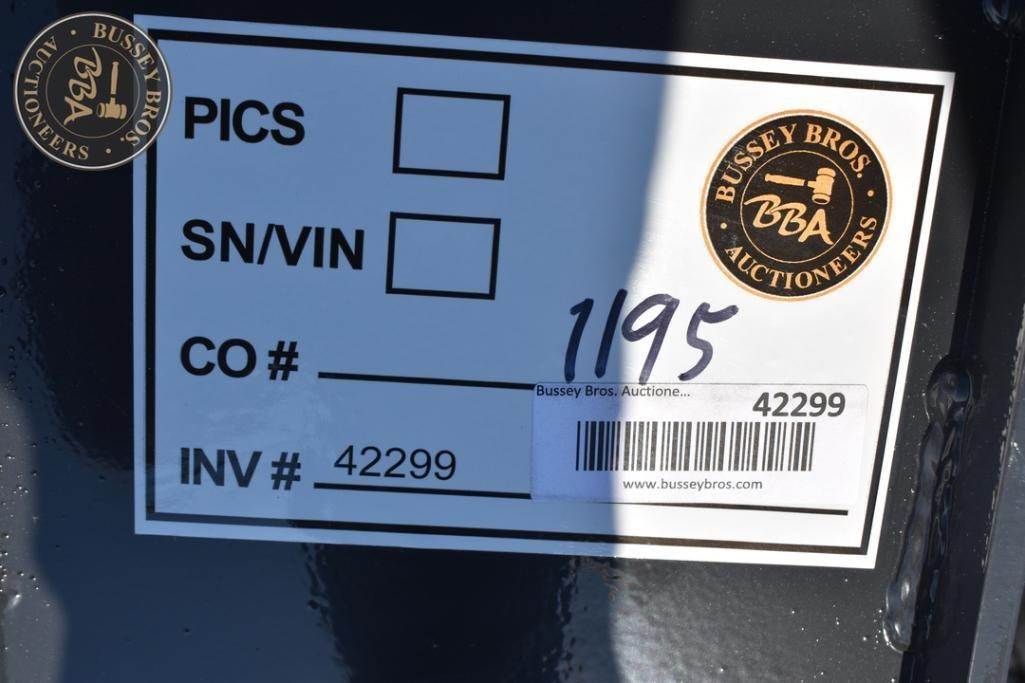 BUSSEY BROS.
BBA
AUCTIONEERS
PICS
BUSSEY BROS.
BBA
AUCTIONEERS
SN/VIN
1195
CO #
Bussey Bros. Auctione...
42299
INV # 42299
www.busseybros.com